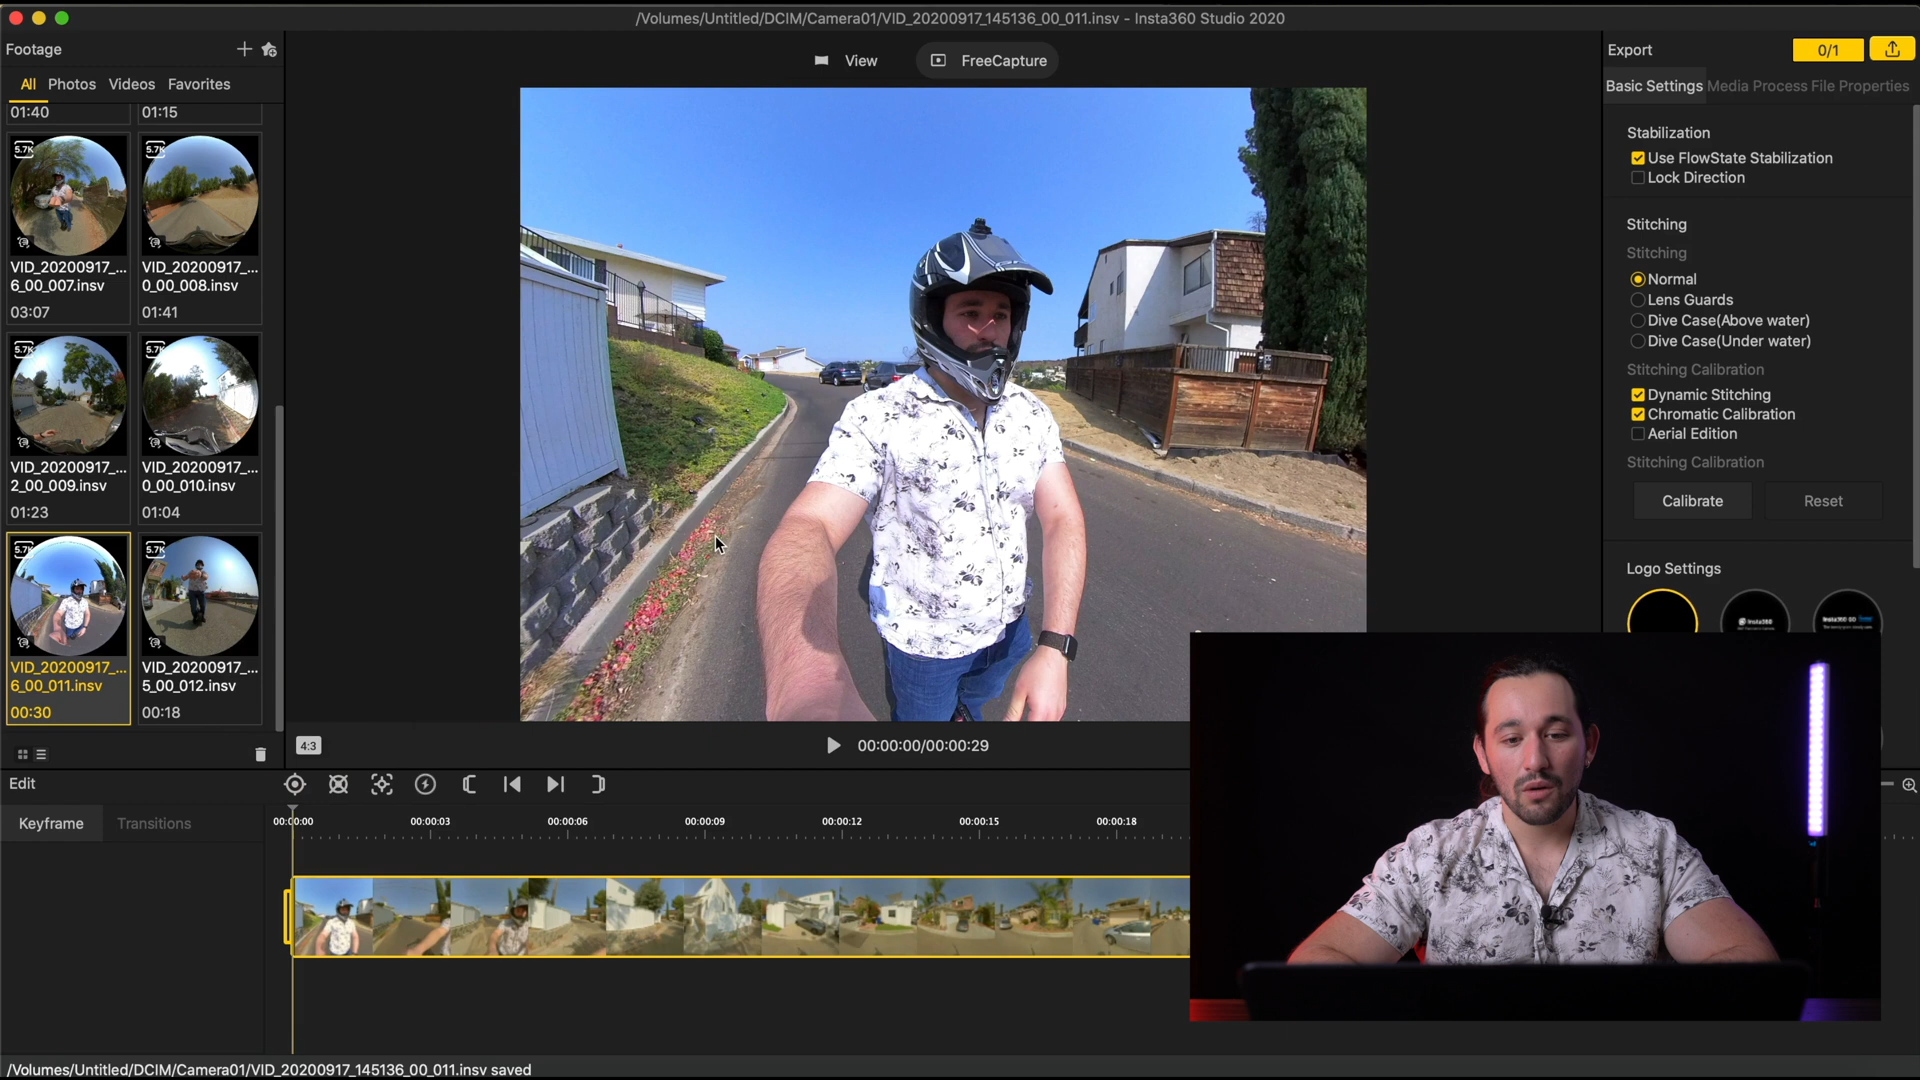 /Volumes/Untitled/DCIM/Camera01/VID_20200917_145136_00_011.insv - Insta360 Studio 2020
Footage
All Photos Videos Favorites
01:40
01:15
5.7K
VID_20200917_...
6_00_007.insv
03:07
5.7K
VID_20200917_...
0_00_008.insv
01:41
5.7K
VID_20200917_...
2_00_009.insv
01:23
5.7K
VID_20200917_...
0_00_010.insv
01:04
5.7K
VID_20200917_...
6_00_011.insv
00:30
5.7K
VID_20200917_...
5_00_012.insv
00:18
View
FreeCapture
4:3
00:00:00/00:00:29
Export
0/1
Basic Settings Media Process File Properties
Stabilization
Use FlowState Stabilization
Lock Direction
Stitching
Stitching
Normal
Lens Guards
Dive Case(Above water)
Dive Case(Under water)
Stitching Calibration
Dynamic Stitching
Chromatic Calibration
Aerial Edition
Stitching Calibration
Calibrate
Reset
Logo Settings
Insta360
Insta360 GO
Edit
Keyframe
Transitions
00:00:00 00:00:03 00:00:06 00:00:09 00:00:12 00:00:15 00:00:18
/Volumes/Untitled/DCIM/Camera01/VID_20200917_145136_00_011.insv saved